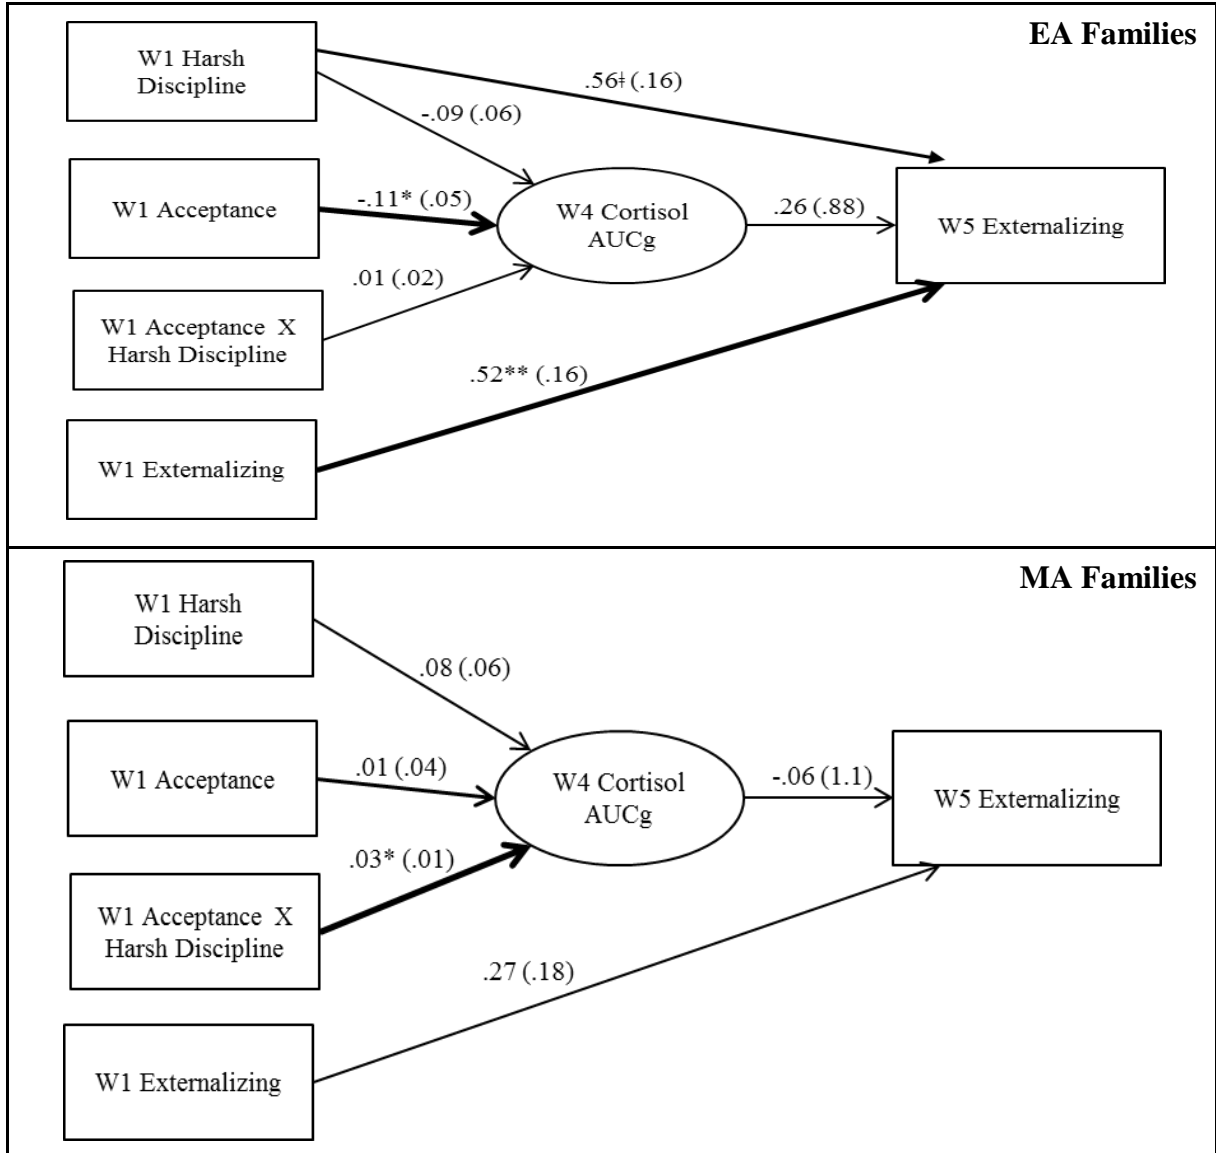 EA Families
W1 Harsh
Discipline
.56ǂ (.16)
-.09 (.06)
W1 Acceptance
-.11* (.05)
W4 Cortisol
AUCg
.26 (.88)
W5 Externalizing
.01 (.02)
W1 Acceptance X
Harsh Discipline
.52** (.16)
W1 Externalizing
MA Families
W1 Harsh
Discipline
.08 (.06)
W1 Acceptance
.01 (.04)
W4 Cortisol
AUCg
-.06 (1.1)
W5 Externalizing
.03* (.01)
W1 Acceptance X
Harsh Discipline
.27 (.18)
W1 Externalizing